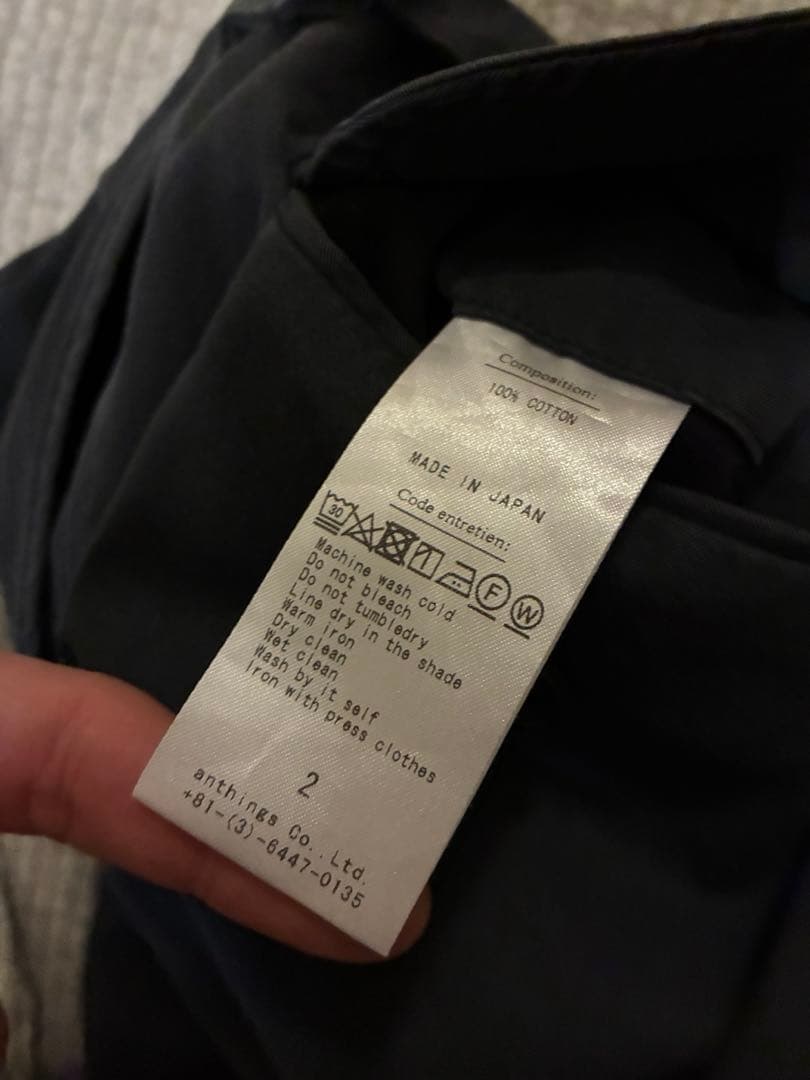 Composition:
100% COTTON
MADE IN JAPAN
Code entretien:
30 F W
Machine wash cold
Do not bleach
Do not tumbledry
Line dry in the shade
Warm iron
Dry clean
Wet clean
Wash by it self
Iron with press clothes
2
anthings Co., Ltd.
+81-(3)-6447-0135